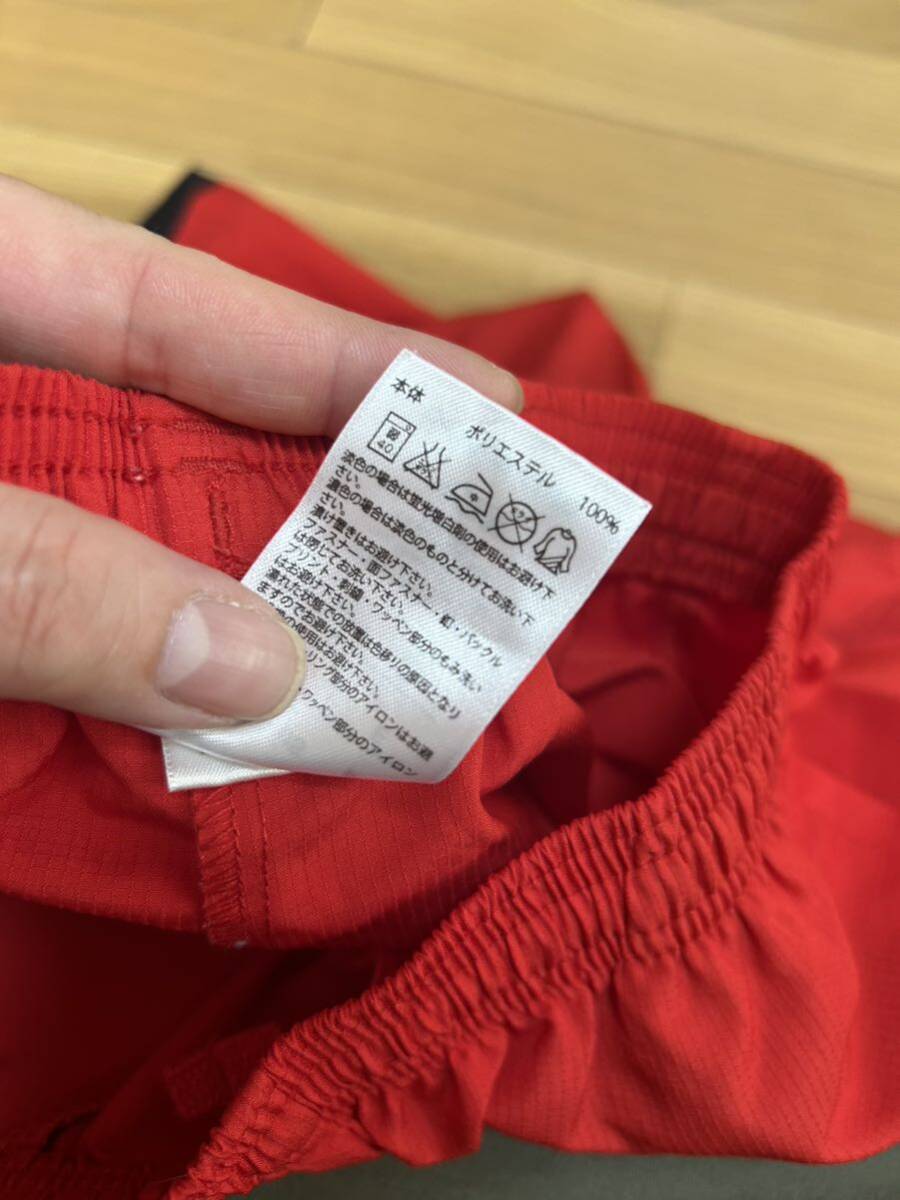 本体
ポリエステル 100%
弱 40
淡色の場合は蛍光増白剤の使用はお避け下
さい。
濃色の場合は淡色のものと分けてお洗い下
さい。
漬け置きはお避け下さい。
ファスナー・面ファスナー・釦・バックル
は閉じてお洗い下さい。
プリント・刺繍・ワッペン部分のもみ洗い
はお避け下さい。
濡れた状態での放置は色移りの原因となり
ますのでお避け下さい。
の使用はお避け下さい。
リング部分のアイロンはお避
・ワッペン部分のアイロン